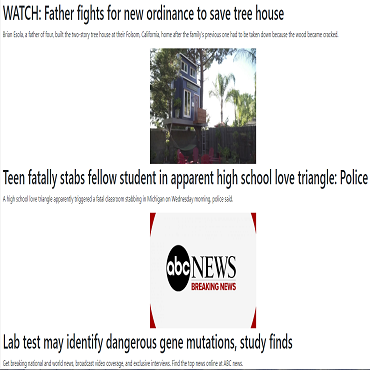 WATCH: Father fights for new ordinance to save tree house
Brian Esola, a father of four, built the two-story tree house at their Folsom, California, home after the family's previous one had to be taken down because the wood became cracked.
Teen fatally stabs fellow student in apparent high school love triangle: Police
A high school love triangle apparently triggered a fatal classroom stabbing in Michigan on Wednesday morning, police said.
abc NEWS
BREAKING NEWS
Lab test may identify dangerous gene mutations, study finds
Get breaking national and world news, broadcast video coverage, and exclusive interviews. Find the top news online at ABC news.